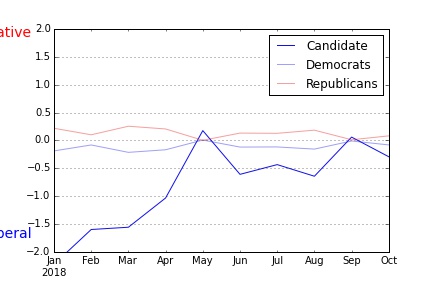 ative
2.0
1.5
1.0
0.5
0.0
−0.5
−1.0
−1.5
−2.0
beral
Candidate
Democrats
Republicans
Jan Feb Mar Apr May Jun Jul Aug Sep Oct
2018